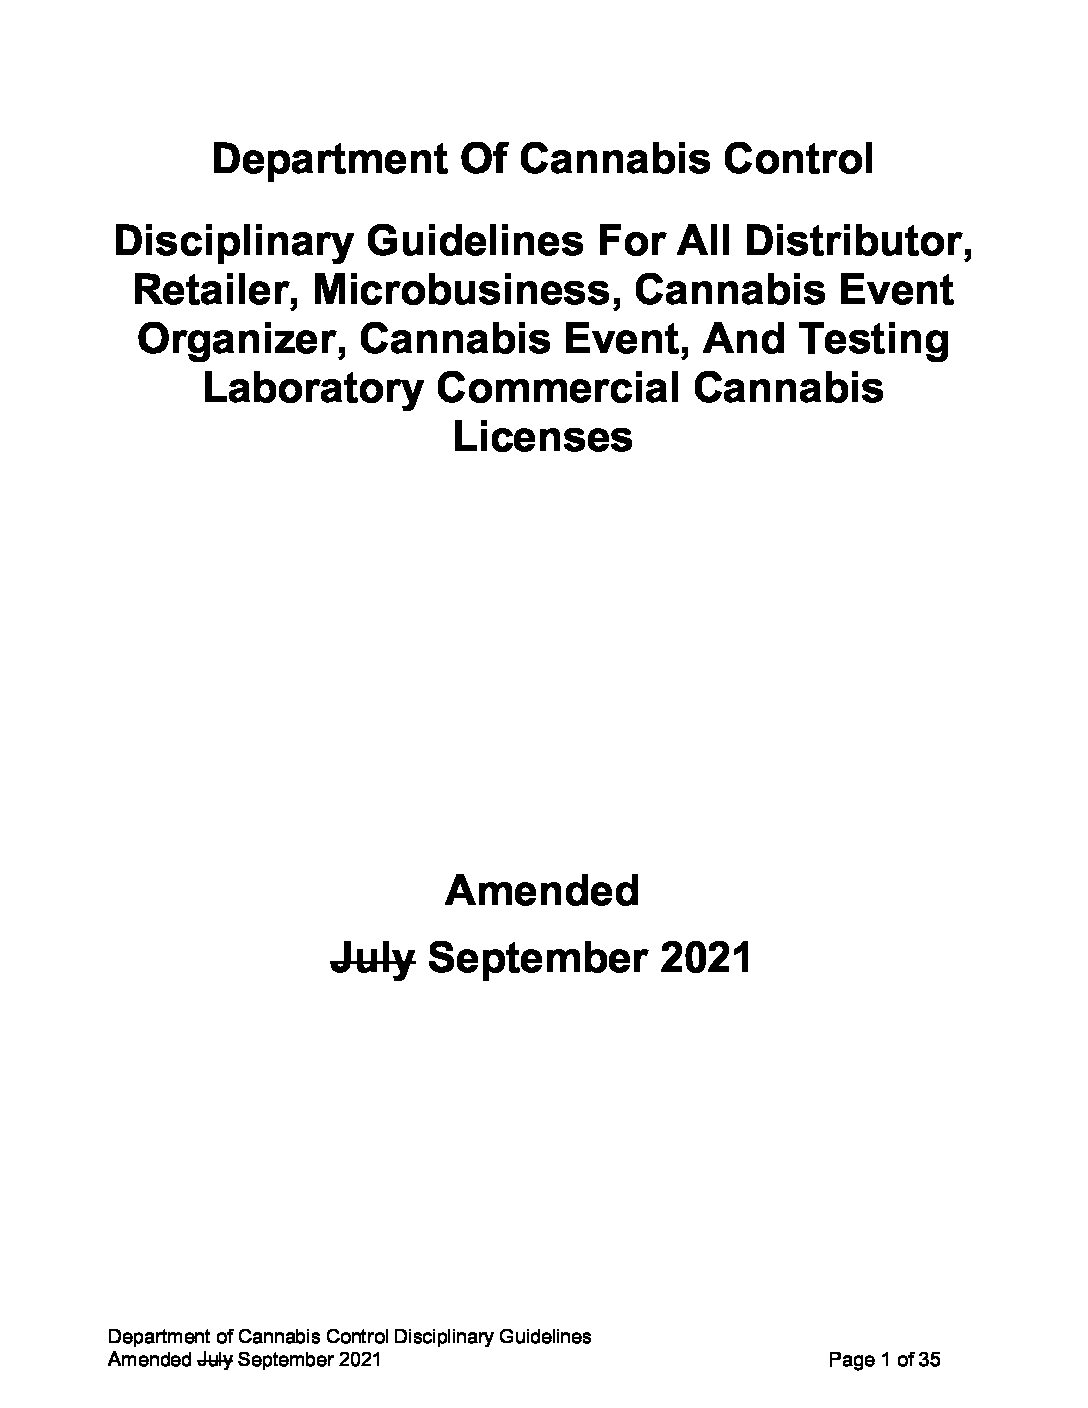 Department Of Cannabis Control
Disciplinary Guidelines For All Distributor,
Retailer, Microbusiness, Cannabis Event
Organizer, Cannabis Event, And Testing
Laboratory Commercial Cannabis
Licenses
Amended
July September 2021
Department of Cannabis Control Disciplinary Guidelines
Amended July September 2021 Page 1 of 35